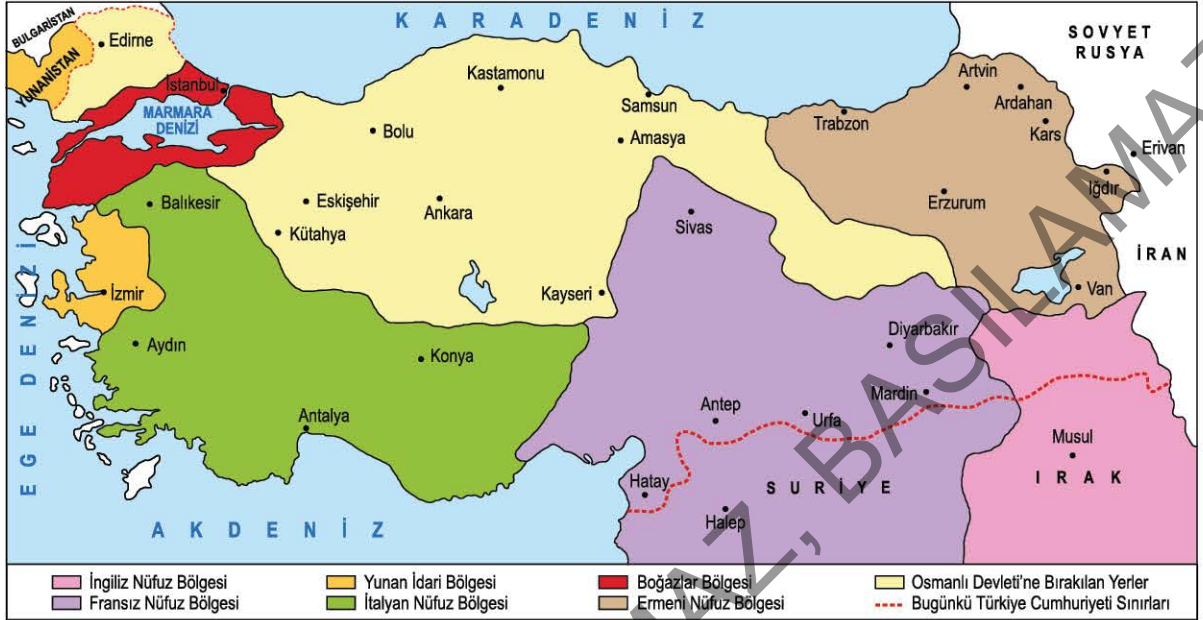 KARADENİZ
BULGARİSTAN
SOVYET
RUSYA
Edirne
YUNANİSTAN
İstanbul
MARMARA
DENİZİ
Kastamonu
Samsun
Artvin
Ardahan
Trabzon
Kars
Bolu
Amasya
Erivan
Iğdır
Balıkesir
Eskişehir
Ankara
Sivas
Erzurum
Kütahya
İRAN
EGE DENİZİ
İzmir
Kayseri
Van
Aydın
Konya
Diyarbakır
Mardin
Antalya
Antep
Urfa
Musul
IRAK
Hatay
SURİYE
Halep
AKDENİZ
MAZ, BASILAMAZ
İngiliz Nüfuz Bölgesi
Yunan İdari Bölgesi
Boğazlar Bölgesi
Osmanlı Devleti'ne Bırakılan Yerler
Fransız Nüfuz Bölgesi
İtalyan Nüfuz Bölgesi
Ermeni Nüfuz Bölgesi
Bugünkü Türkiye Cumhuriyeti Sınırları